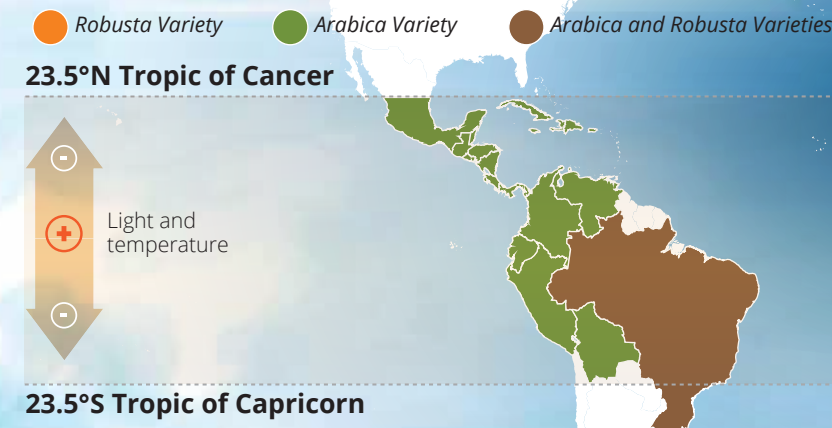 Robusta Variety
Arabica Variety
Arabica and Robusta Varieties
23.5°N Tropic of Cancer
-
+
Light and
temperature
-
23.5°S Tropic of Capricorn